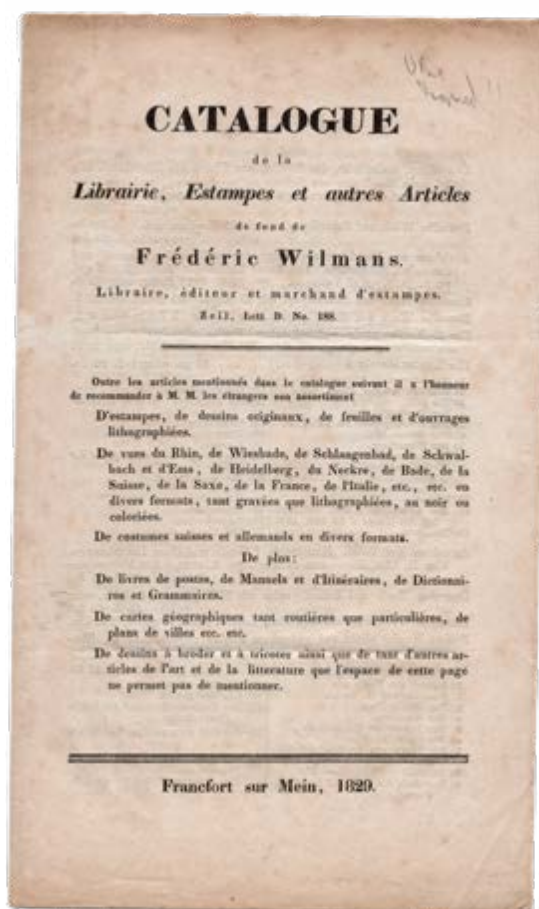 CATALOGUE
de la
Librairie, Estampes et autres Articles
de fond de
Frédéric Wilmans.
Libraire, éditeur et marchand d'estampes.
Zeil, Lett D. No. 188.
Outre les articles mentionnés dans le catalogue suivant il a l'honneur
de recommander à M. M. les étrangers son assortiment
D'estampes, de dessins originaux, de feuilles et d'ouvrages
lithographiées.
De vues du Rhin, de Wiesbade, de Schlangenbad, de Schwal-
bach et d'Ems, de Heidelberg, du Neckre, de Bade, de la
Suisse, de la Saxe, de la France, de l'Italie, etc., etc. en
divers formats, tant gravées que lithographiées, au noir ou
coloriées.
De costumes suisses et allemands en divers formats.
De plus:
De livres de postes, de Manuels et d'Itinéraires, de Dictionnai-
res et Grammaires.
De cartes géographiques tant routières que particulières, de
plans de villes ecc. etc.
De dessins à broder et à tricoter ainsi que de tant d'autres ar-
ticles de l'art et de la litterature que l'espace de cette page
ne permet pas de mentionner.
Francfort sur Mein, 1829.